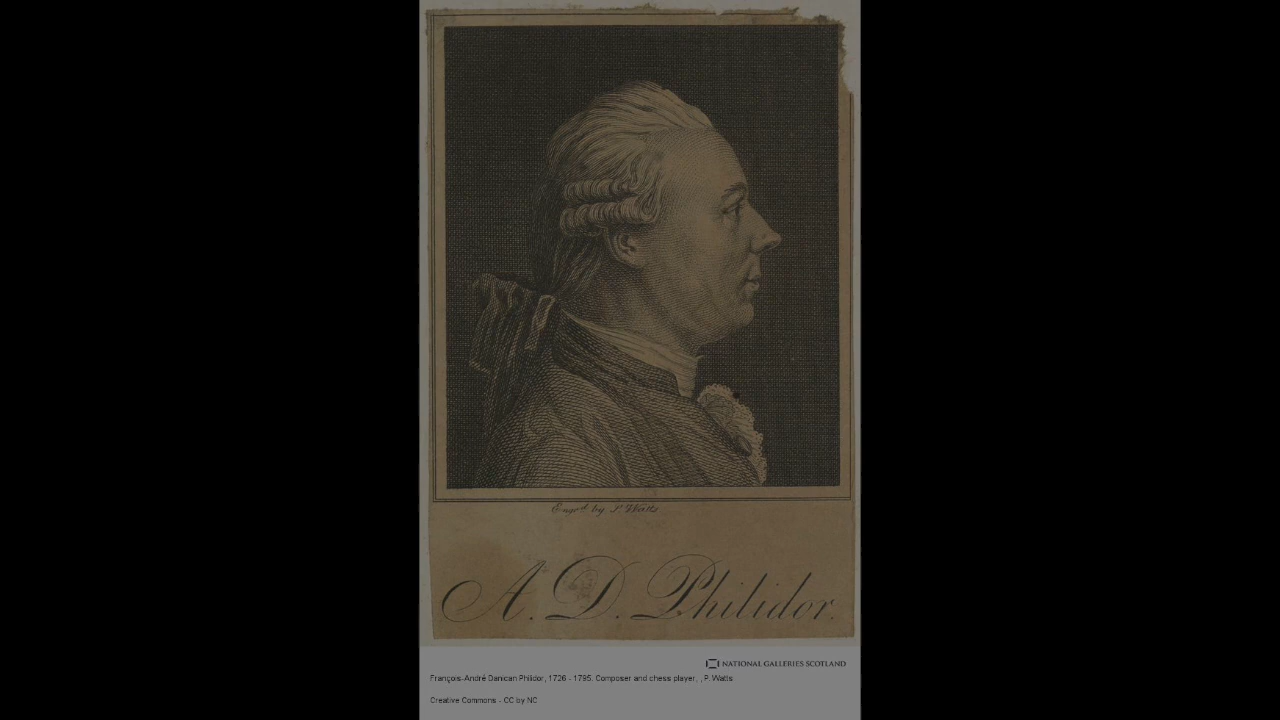 Engrd. by P. Watts
A. D. Philidor.
NATIONAL GALLERIES SCOTLAND
François-André Danican Philidor, 1726 - 1795. Composer and chess player, , P. Watts
Creative Commons - CC by NC